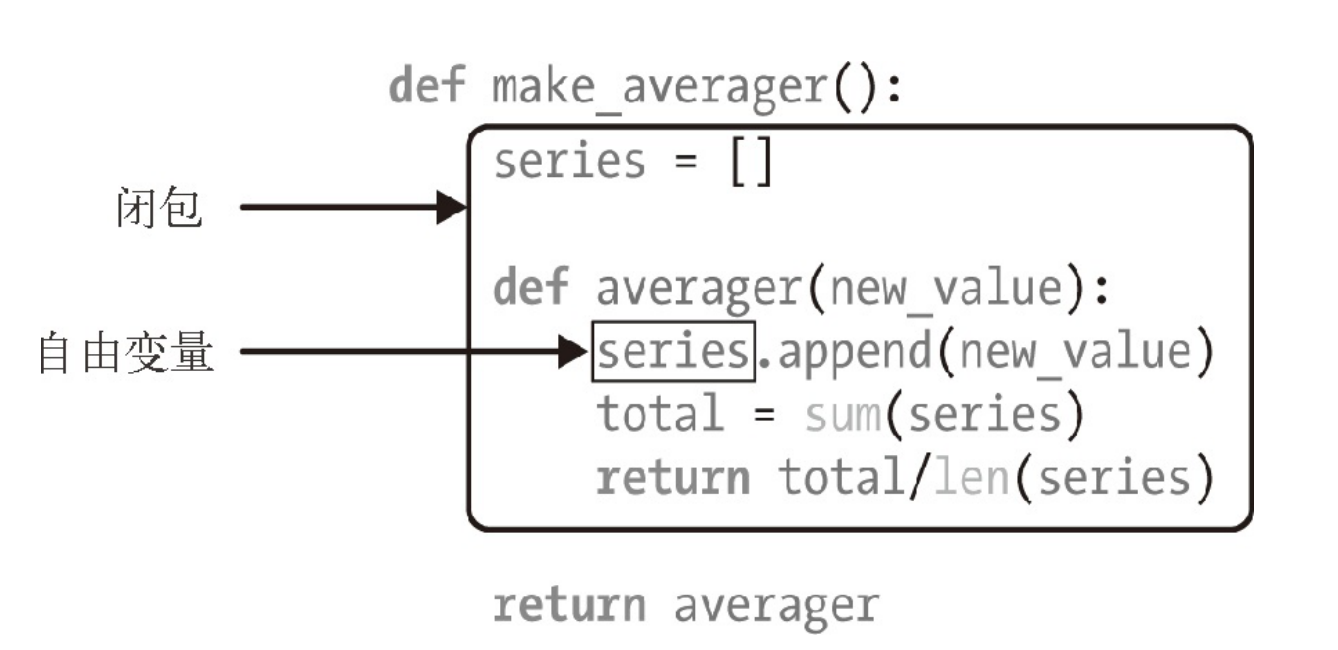 def make_averager():
series = []
闭包
def averager(new_value):
自由变量
series.append(new_value)
total = sum(series)
return total/len(series)
return averager